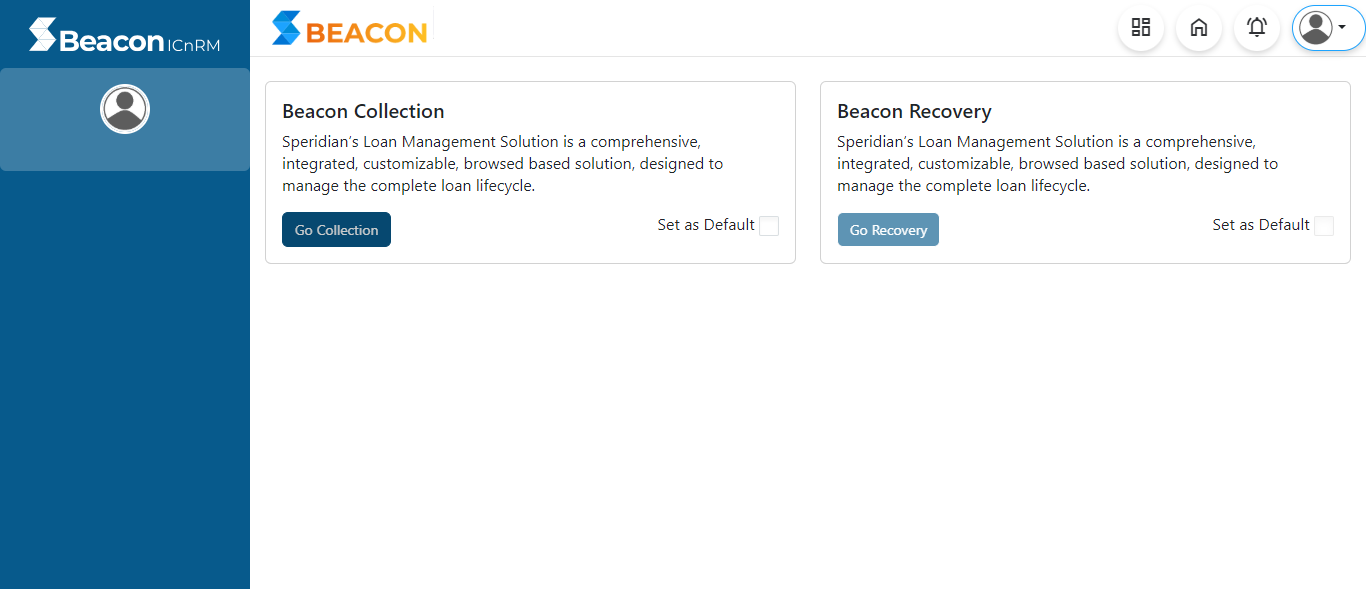 Beacon ICnRM
BEACON
Beacon Collection
Speridian’s Loan Management Solution is a comprehensive,
integrated, customizable, browsed based solution, designed to
manage the complete loan lifecycle.
Go Collection
Set as Default
Beacon Recovery
Speridian’s Loan Management Solution is a comprehensive,
integrated, customizable, browsed based solution, designed to
manage the complete loan lifecycle.
Go Recovery
Set as Default